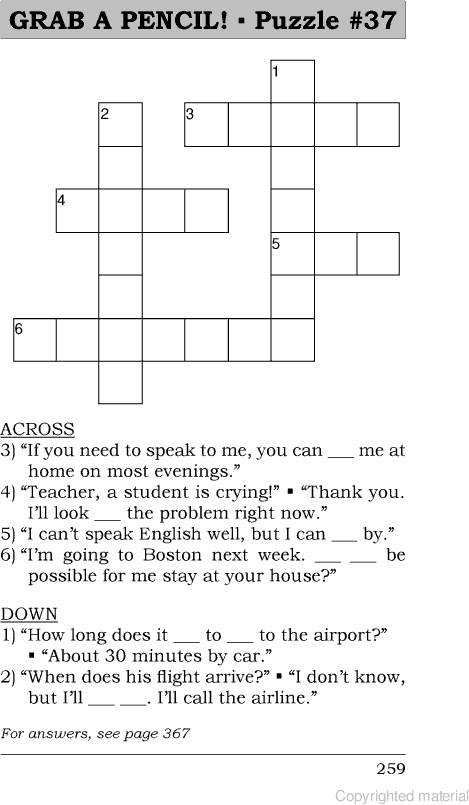 GRAB A PENCIL! ▪ Puzzle #37
1
2
3
4
5
6
ACROSS
3) “If you need to speak to me, you can ___ me at
home on most evenings.”
4) “Teacher, a student is crying!” ▪ “Thank you.
I’ll look ___ the problem right now.”
5) “I can’t speak English well, but I can ___ by.”
6) “I’m going to Boston next week. ___ ___ be
possible for me stay at your house?”
DOWN
1) “How long does it ___ to ___ to the airport?”
▪ “About 30 minutes by car.”
2) “When does his flight arrive?” ▪ “I don’t know,
but I’ll ___ ___. I’ll call the airline.”
For answers, see page 367
259
Copyrighted material